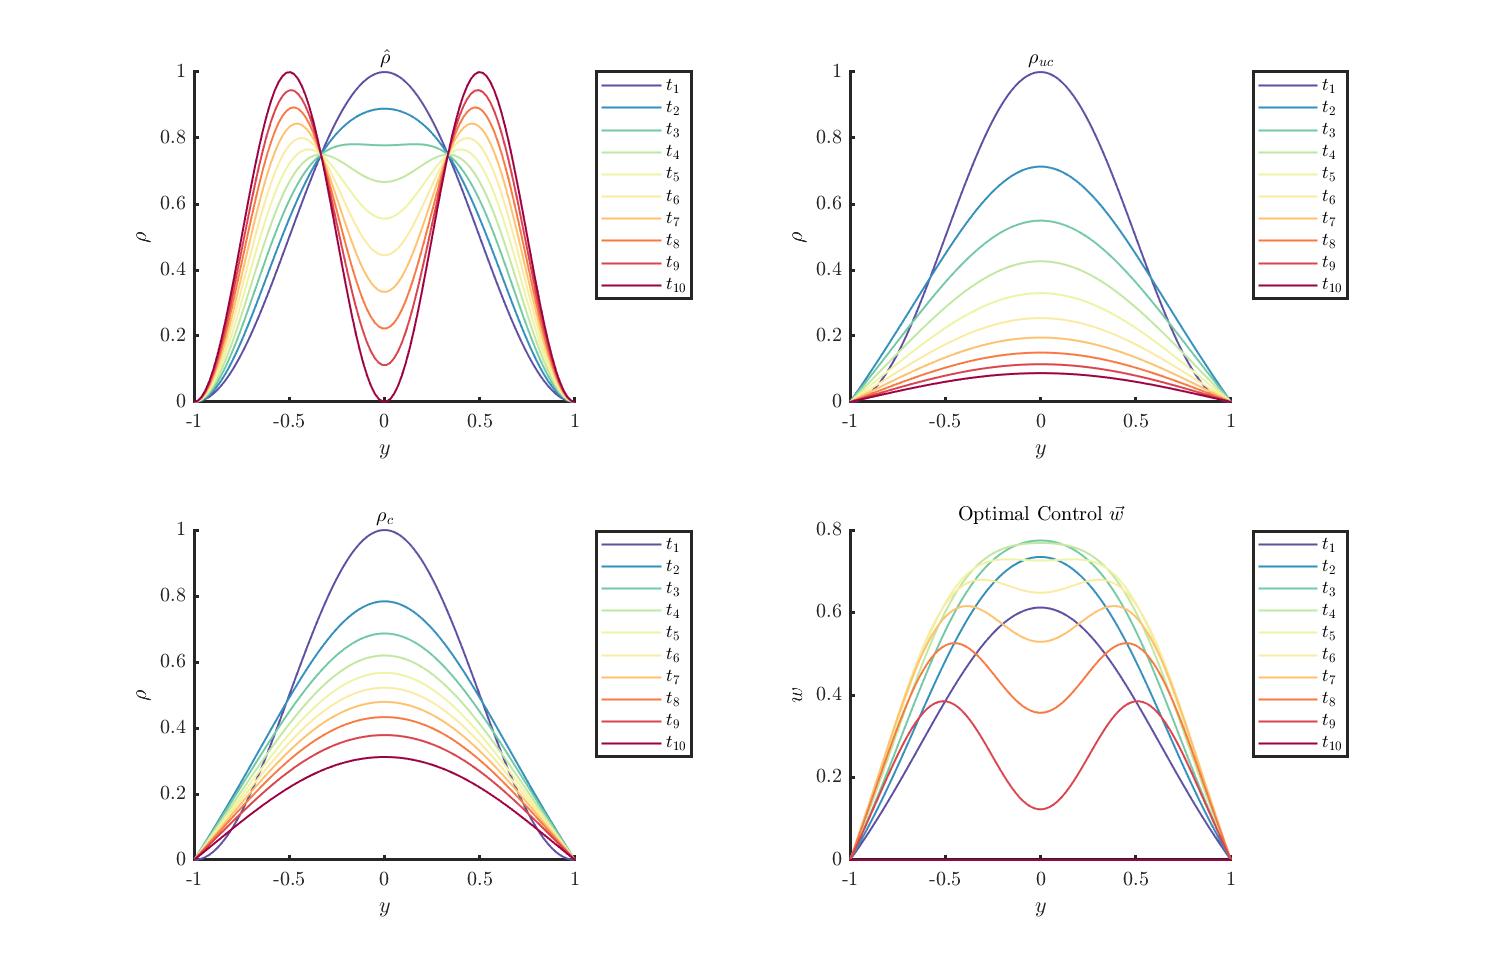 ρ̂
1
0.8
0.6
0.4
0.2
0
ρ
-1 -0.5 0 0.5 1
y
t₁
t₂
t₃
t₄
t₅
t₆
t₇
t₈
t₉
t₁₀
ρ_uc
1
0.8
0.6
0.4
0.2
0
ρ
-1 -0.5 0 0.5 1
y
t₁
t₂
t₃
t₄
t₅
t₆
t₇
t₈
t₉
t₁₀
ρ_c
1
0.8
0.6
0.4
0.2
0
ρ
-1 -0.5 0 0.5 1
y
t₁
t₂
t₃
t₄
t₅
t₆
t₇
t₈
t₉
t₁₀
Optimal Control w⃗
0.8
0.6
0.4
0.2
0
w
-1 -0.5 0 0.5 1
y
t₁
t₂
t₃
t₄
t₅
t₆
t₇
t₈
t₉
t₁₀